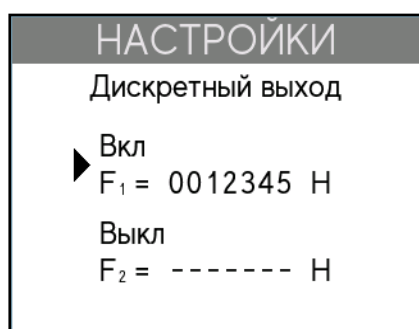 НАСТРОЙКИ
Дискретный выход
Вкл
F₁ = 0012345 Н
Выкл
F₂ = ------- Н